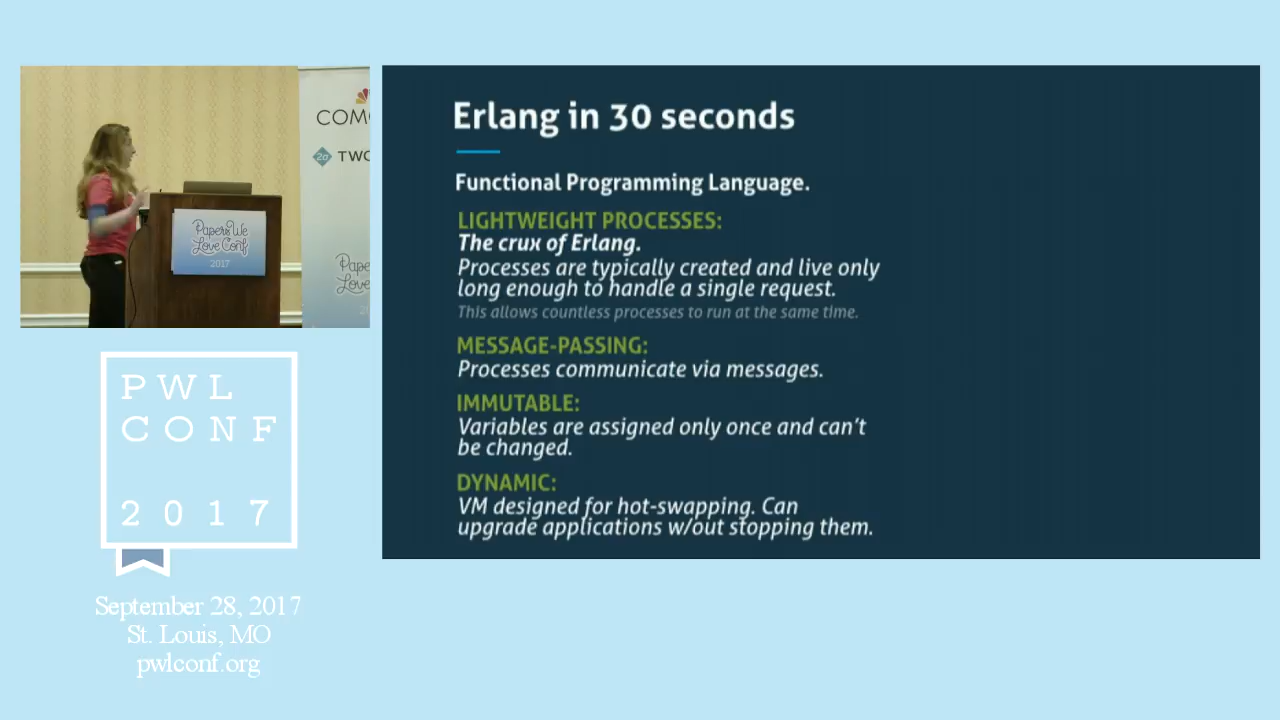 COM
TWO
Papers We
Love Conf
2017
Pape
Love
Erlang in 30 seconds
Functional Programming Language.
LIGHTWEIGHT PROCESSES:
The crux of Erlang.
Processes are typically created and live only
long enough to handle a single request.
This allows countless processes to run at the same time.
MESSAGE-PASSING:
Processes communicate via messages.
IMMUTABLE:
Variables are assigned only once and can't
be changed.
DYNAMIC:
VM designed for hot-swapping. Can
upgrade applications w/out stopping them.
PWL
CONF
2017
September 28, 2017
St. Louis, MO
pwlconf.org